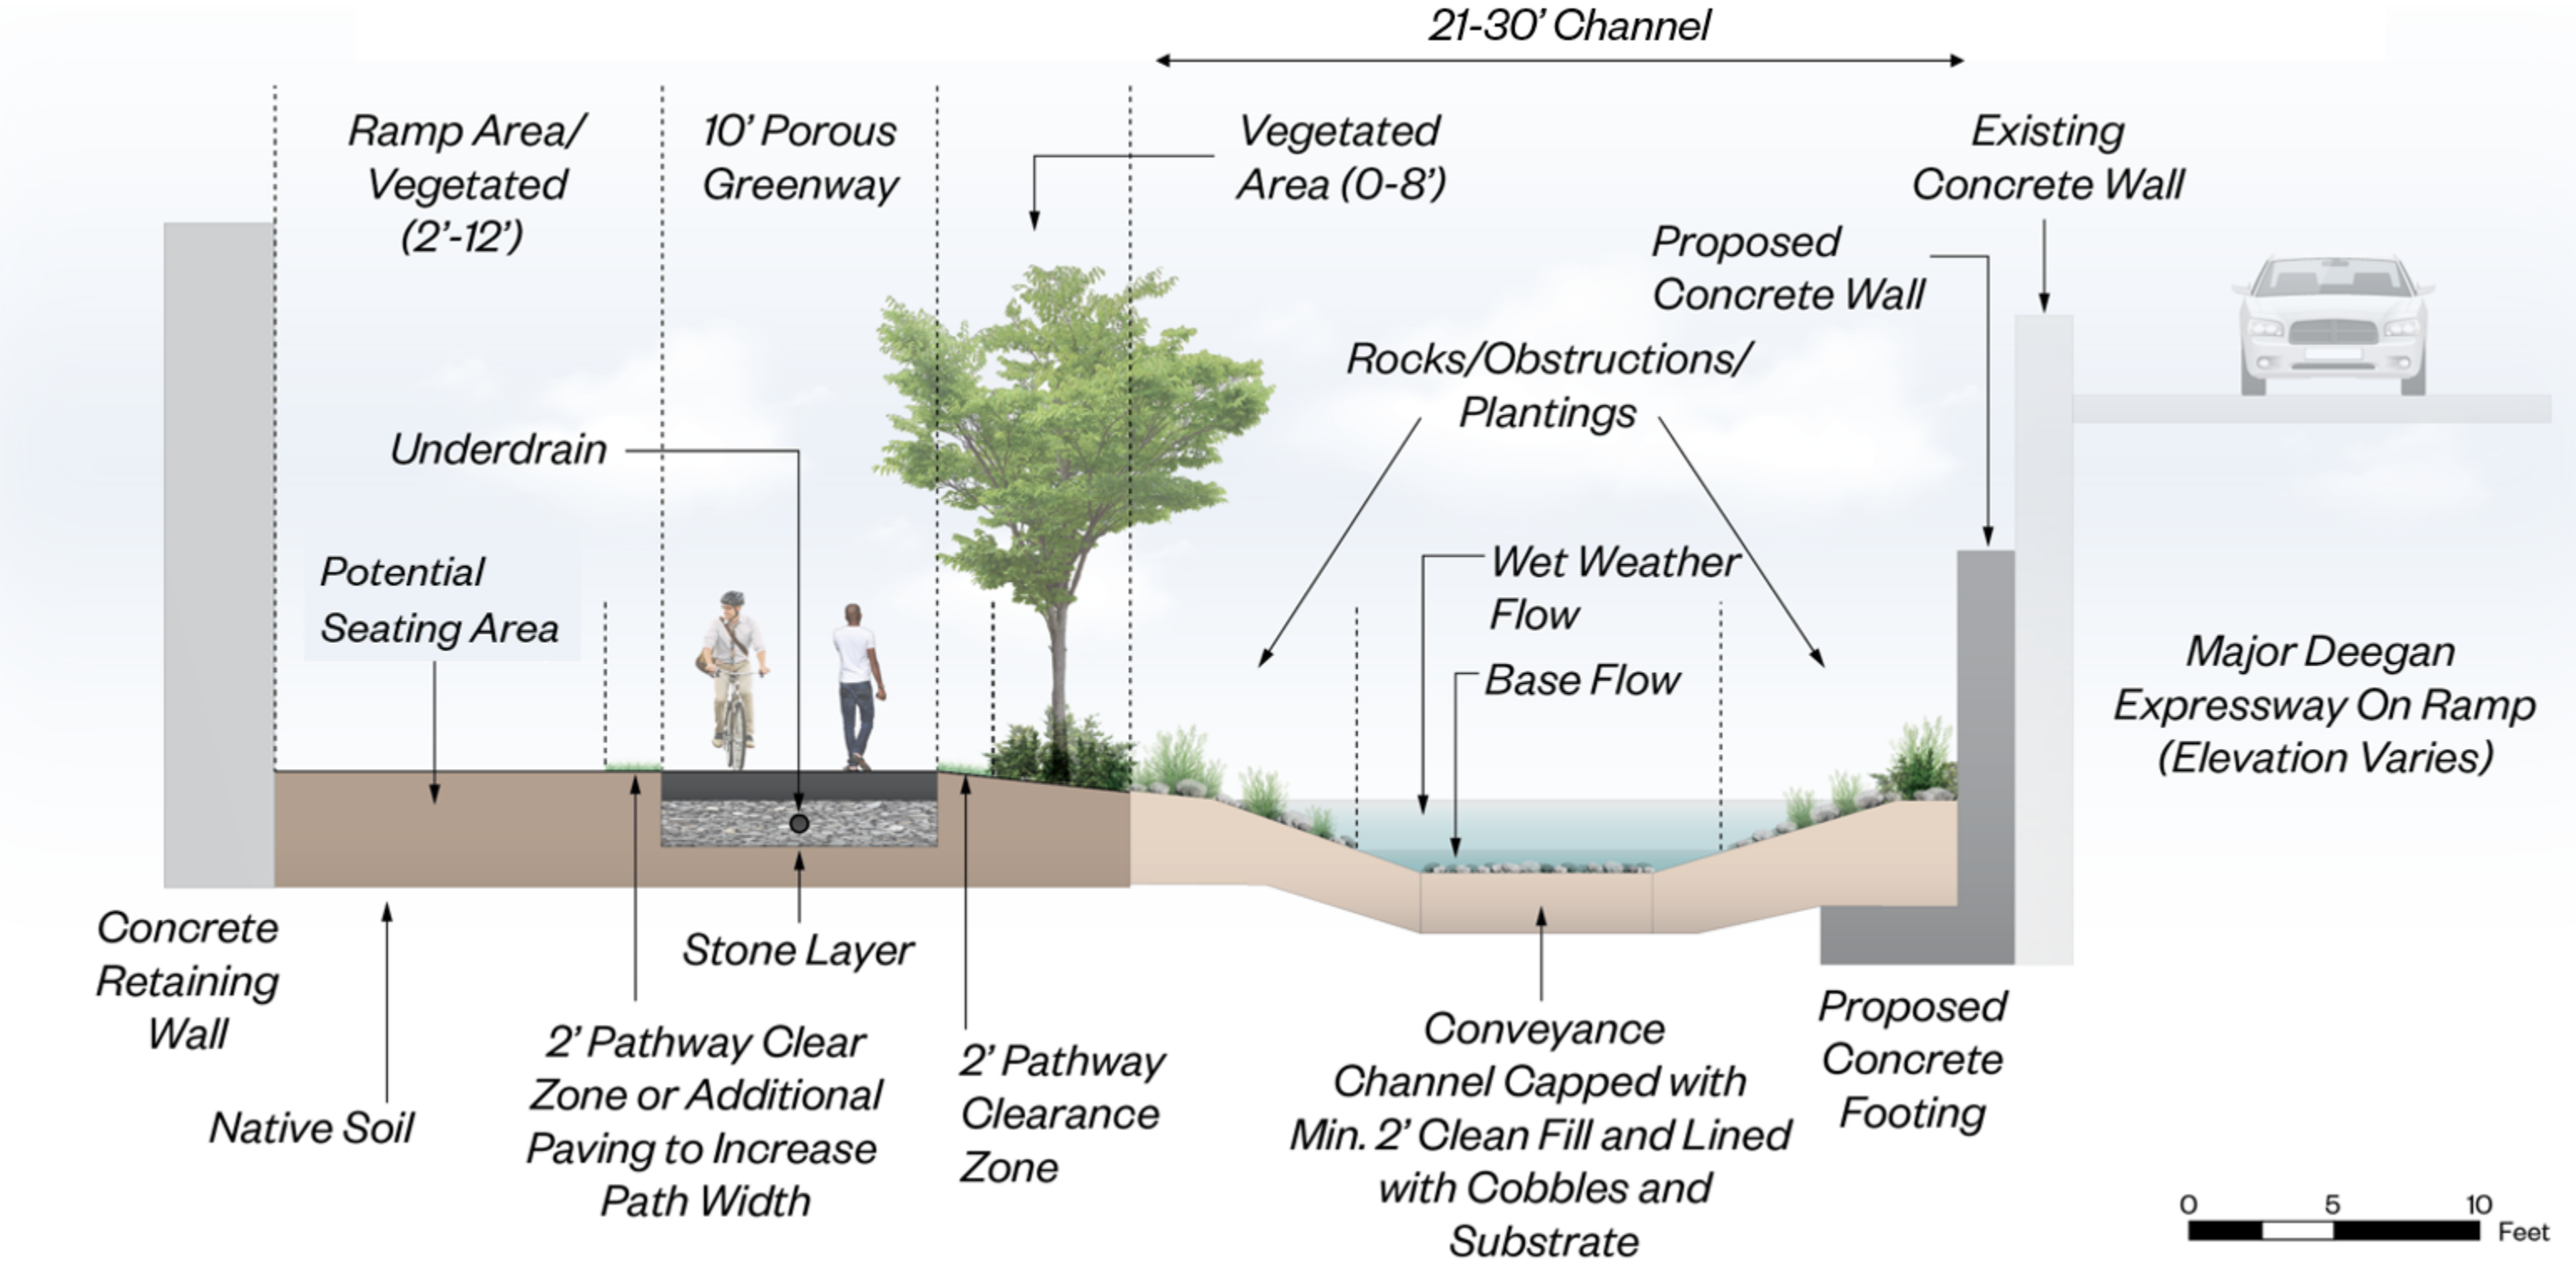 21-30’ Channel
Ramp Area/
Vegetated
(2’-12’)
10’ Porous
Greenway
Vegetated
Area (0-8’)
Existing
Concrete Wall
Proposed
Concrete Wall
Rocks/Obstructions/
Plantings
Underdrain
Potential
Seating Area
Wet Weather
Flow
Base Flow
Major Deegan
Expressway On Ramp
(Elevation Varies)
Concrete
Retaining
Wall
Native Soil
Stone Layer
2’ Pathway Clear
Zone or Additional
Paving to Increase
Path Width
2’ Pathway
Clearance
Zone
Conveyance
Channel Capped with
Min. 2’ Clean Fill and Lined
with Cobbles and
Substrate
Proposed
Concrete
Footing
0 5 10
Feet